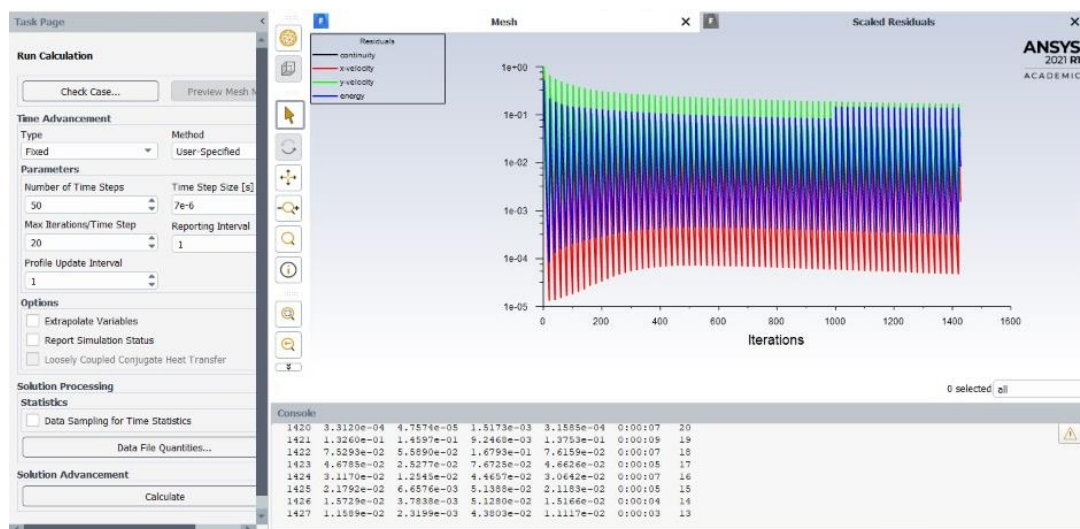 Task Page
Run Calculation
Check Case...
Preview Mesh M
Time Advancement
Type
Method
Fixed
User-Specified
Parameters
Number of Time Steps
Time Step Size [s]
50
7e-6
Max Iterations/Time Step
Reporting Interval
20
1
Profile Update Interval
1
Options
Extrapolate Variables
Report Simulation Status
Loosely Coupled Conjugate Heat Transfer
Solution Processing
Statistics
Data Sampling for Time Statistics
Data File Quantities...
Solution Advancement
Calculate
Mesh
Scaled Residuals
Residuals
continuity
x-velocity
y-velocity
energy
ANSYS
2021 R1
ACADEMIC
1e+00
1e-01
1e-02
1e-03
1e-04
1e-05
0 200 400 600 800 1000 1200 1400 1600
Iterations
0 selected all
Console
1420 3.3120e-04 4.7574e-05 1.5173e-03 3.1585e-04 0:00:07 20
1421 1.3260e-01 1.4597e-01 9.2468e-03 1.3753e-01 0:00:09 19
1422 7.5293e-02 5.5890e-02 1.6793e-01 7.6159e-02 0:00:07 18
1423 4.6785e-02 2.5277e-02 7.6725e-02 4.6626e-02 0:00:05 17
1424 3.1170e-02 1.2545e-02 4.4657e-02 3.0642e-02 0:00:07 16
1425 2.1792e-02 6.6576e-03 5.1388e-02 2.1183e-02 0:00:05 15
1426 1.5729e-02 3.7838e-03 5.1280e-02 1.5166e-02 0:00:04 14
1427 1.1589e-02 2.3199e-03 4.3803e-02 1.1117e-02 0:00:03 13